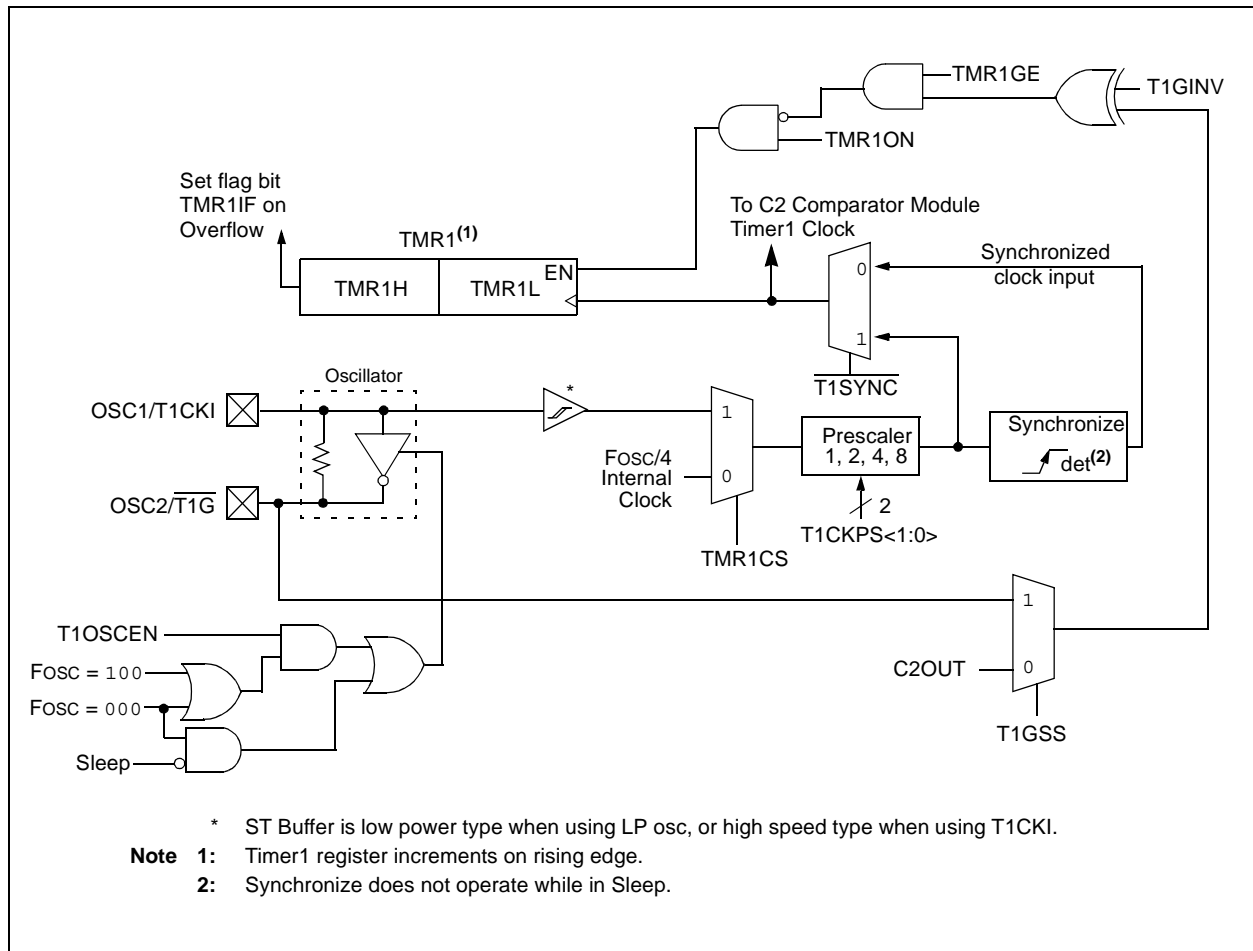 TMR1GE
T1GINV
TMR1ON
Set flag bit
TMR1IF on
Overflow
To C2 Comparator Module
Timer1 Clock
TMR1(1)
EN
TMR1H
TMR1L
0
Synchronized
clock input
1
T1SYNC
Oscillator
*
OSC1/T1CKI
1
Prescaler
1, 2, 4, 8
Synchronize
det(2)
FOSC/4
Internal
Clock
0
OSC2/T1G
2
T1CKPS<1:0>
TMR1CS
1
T1OSCEN
FOSC = 100
C2OUT
0
FOSC = 000
T1GSS
Sleep
* ST Buffer is low power type when using LP osc, or high speed type when using T1CKI.
Note 1: Timer1 register increments on rising edge.
2: Synchronize does not operate while in Sleep.